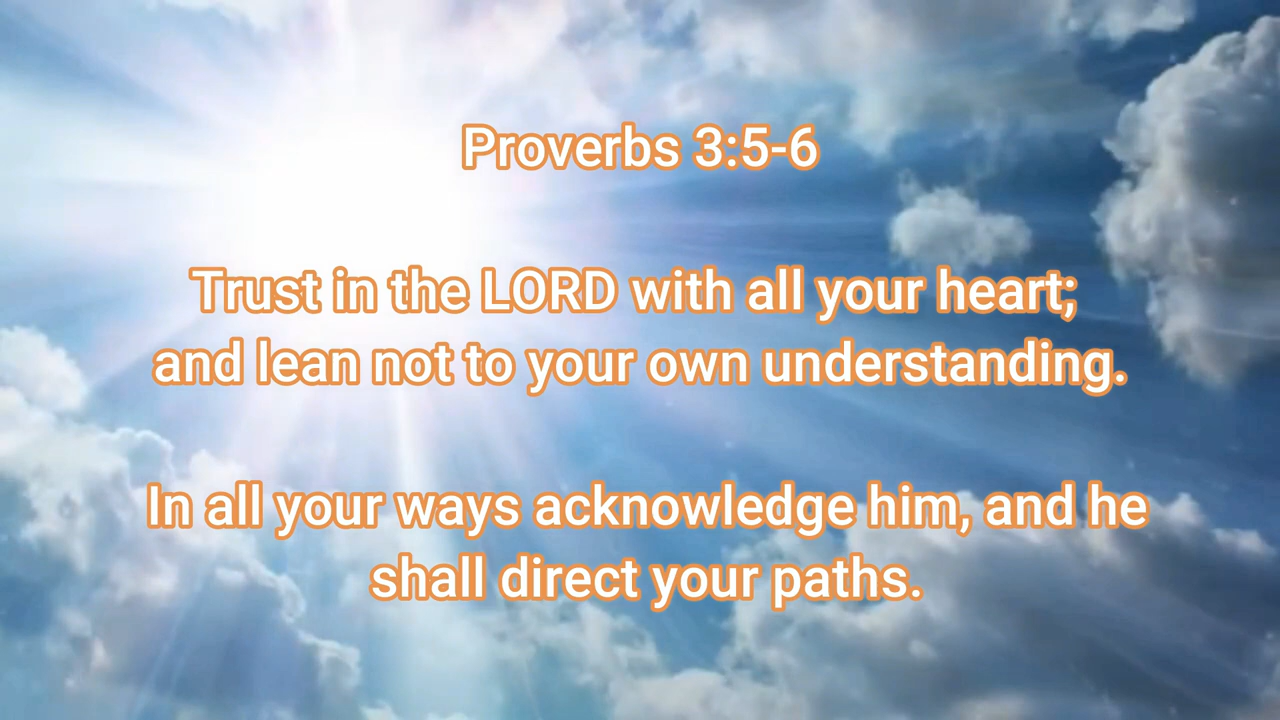 Proverbs 3:5-6
Trust in the LORD with all your heart;
and lean not to your own understanding.
In all your ways acknowledge him, and he
shall direct your paths.